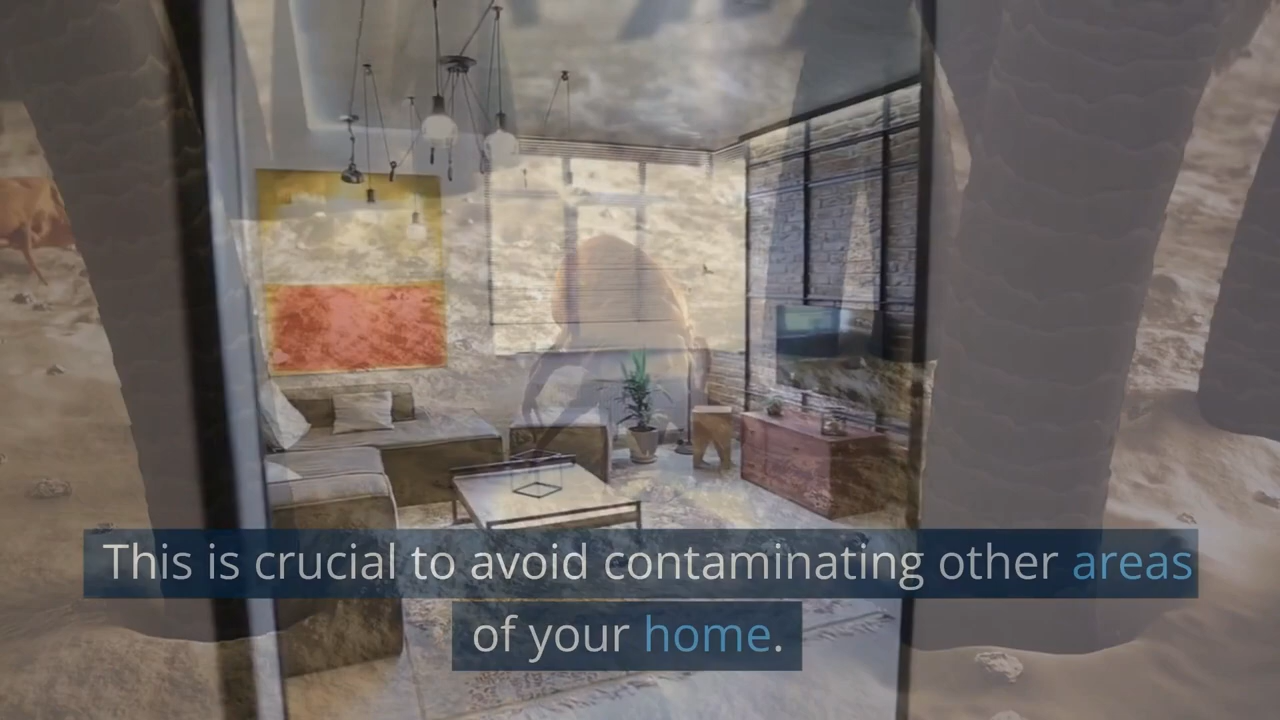 This is crucial to avoid contaminating other areas
of your home.